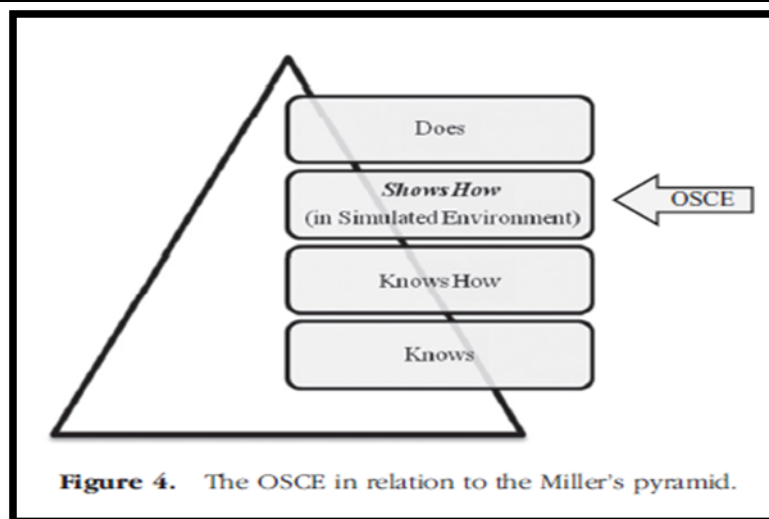 Does
Shows How
(in Simulated Environment)
OSCE
Knows How
Knows
Figure 4. The OSCE in relation to the Miller's pyramid.